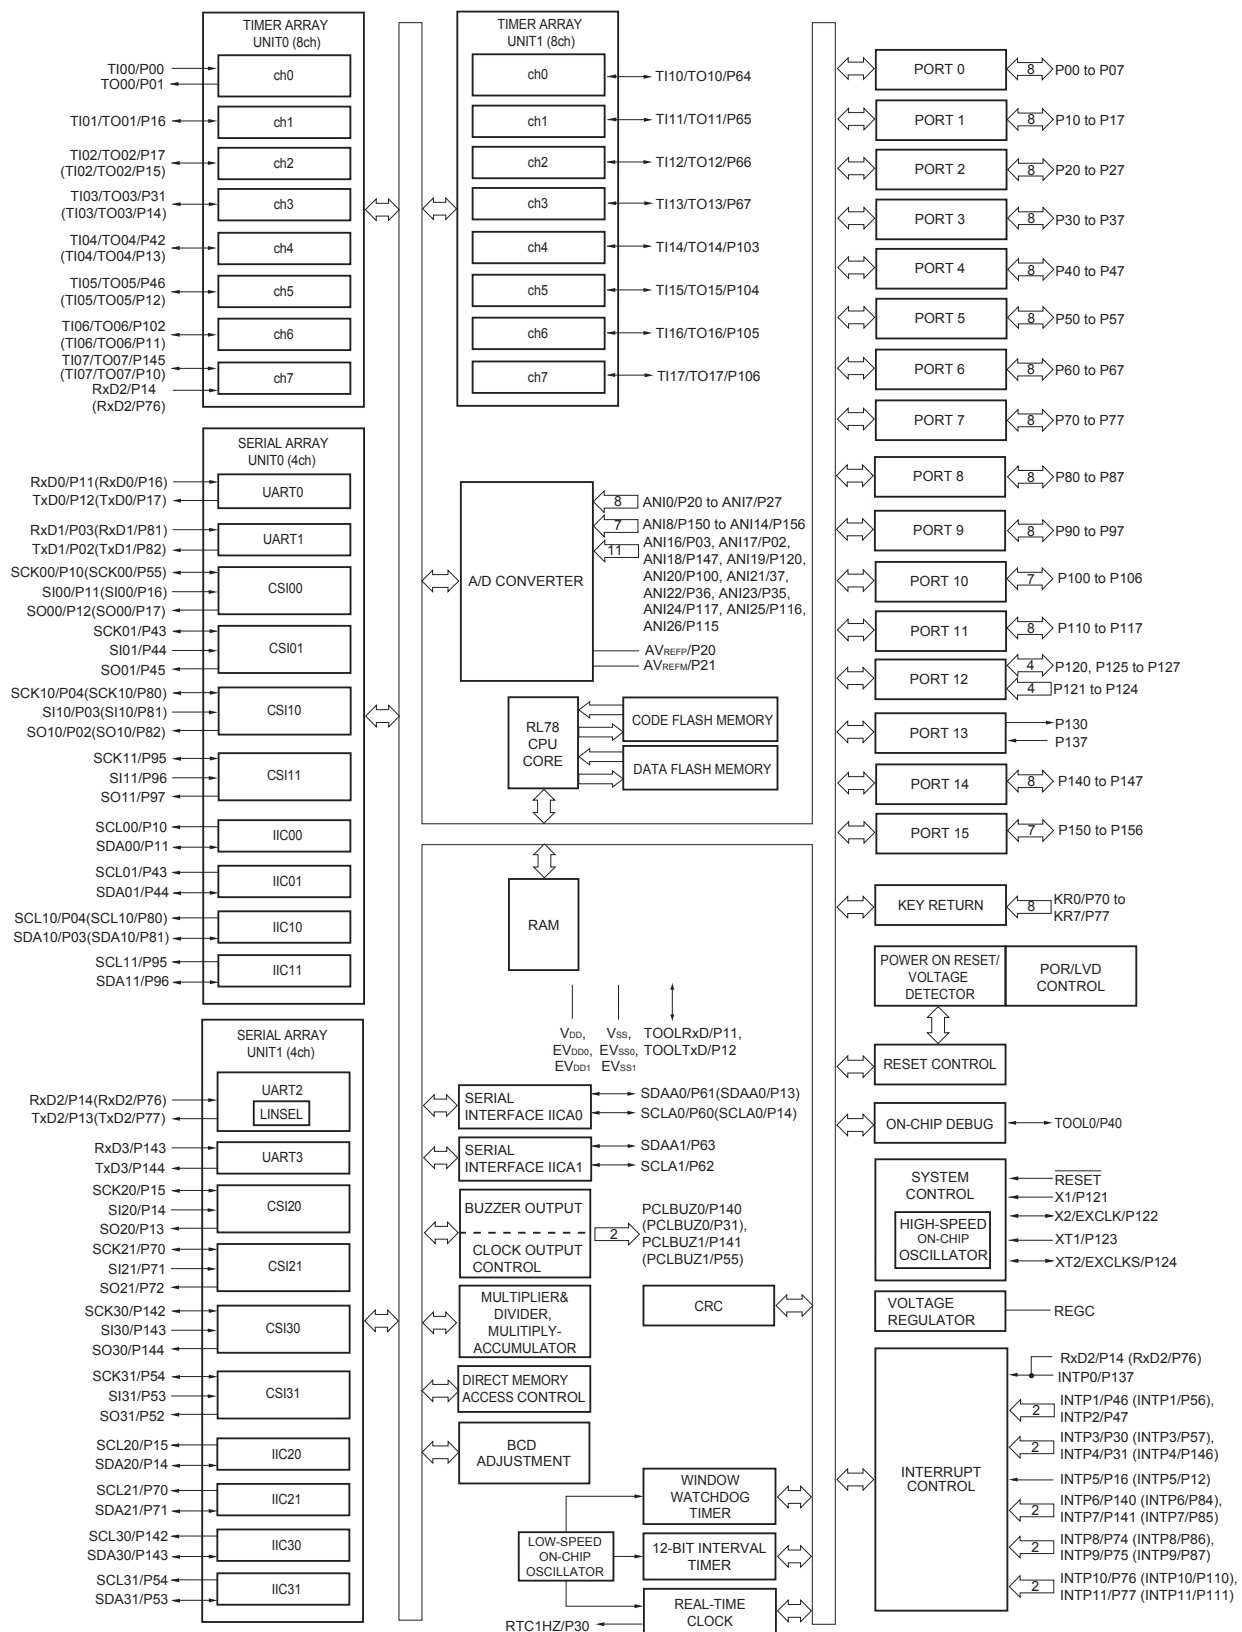 TIMER ARRAY
UNIT0 (8ch)
TI00/P00
TO00/P01
ch0
TI01/TO01/P16
ch1
TI02/TO02/P17
(TI02/TO02/P15)
ch2
TI03/TO03/P31
(TI03/TO03/P14)
ch3
TI04/TO04/P42
(TI04/TO04/P13)
ch4
TI05/TO05/P46
(TI05/TO05/P12)
ch5
TI06/TO06/P102
(TI06/TO06/P11)
ch6
TI07/TO07/P145
(TI07/TO07/P10)
ch7
RxD2/P14
(RxD2/P76)
SERIAL ARRAY
UNIT0 (4ch)
RxD0/P11(RxD0/P16)
TxD0/P12(TxD0/P17)
UART0
RxD1/P03(RxD1/P81)
TxD1/P02(TxD1/P82)
UART1
SCK00/P10(SCK00/P55)
SI00/P11(SI00/P16)
SO00/P12(SO00/P17)
CSI00
SCK01/P43
SI01/P44
SO01/P45
CSI01
SCK10/P04(SCK10/P80)
SI10/P03(SI10/P81)
SO10/P02(SO10/P82)
CSI10
SCK11/P95
SI11/P96
SO11/P97
CSI11
SCL00/P10
SDA00/P11
IIC00
SCL01/P43
SDA01/P44
IIC01
SCL10/P04(SCL10/P80)
SDA10/P03(SDA10/P81)
IIC10
SCL11/P95
SDA11/P96
IIC11
SERIAL ARRAY
UNIT1 (4ch)
UART2
LINSEL
RxD2/P14(RxD2/P76)
TxD2/P13(TxD2/P77)
RxD3/P143
TxD3/P144
UART3
SCK20/P15
SI20/P14
SO20/P13
CSI20
SCK21/P70
SI21/P71
SO21/P72
CSI21
SCK30/P142
SI30/P143
SO30/P144
CSI30
SCK31/P54
SI31/P53
SO31/P52
CSI31
SCL20/P15
SDA20/P14
IIC20
SCL21/P70
SDA21/P71
IIC21
SCL30/P142
SDA30/P143
IIC30
SCL31/P54
SDA31/P53
IIC31
TIMER ARRAY
UNIT1 (8ch)
ch0
TI10/TO10/P64
ch1
TI11/TO11/P65
ch2
TI12/TO12/P66
ch3
TI13/TO13/P67
ch4
TI14/TO14/P103
ch5
TI15/TO15/P104
ch6
TI16/TO16/P105
ch7
TI17/TO17/P106
A/D CONVERTER
8 ANI0/P20 to ANI7/P27
7 ANI8/P150 to ANI14/P156
11 ANI16/P03, ANI17/P02,
ANI18/P147, ANI19/P120,
ANI20/P100, ANI21/37,
ANI22/P36, ANI23/P35,
ANI24/P117, ANI25/P116,
ANI26/P115
AVREFP/P20
AVREFM/P21
RL78
CPU
CORE
CODE FLASH MEMORY
DATA FLASH MEMORY
RAM
VDD,
EVDD0,
EVDD1
VSS,
EVSS0,
EVSS1
TOOLRxD/P11,
TOOLTxD/P12
SERIAL
INTERFACE IICA0
SDAA0/P61(SDAA0/P13)
SCLA0/P60(SCLA0/P14)
SERIAL
INTERFACE IICA1
SDAA1/P63
SCLA1/P62
BUZZER OUTPUT
CLOCK OUTPUT
CONTROL
2
PCLBUZ0/P140
(PCLBUZ0/P31),
PCLBUZ1/P141
(PCLBUZ1/P55)
MULTIPLIER&
DIVIDER,
MULITIPLY-
ACCUMULATOR
CRC
DIRECT MEMORY
ACCESS CONTROL
BCD
ADJUSTMENT
WINDOW
WATCHDOG
TIMER
LOW-SPEED
ON-CHIP
OSCILLATOR
12-BIT INTERVAL
TIMER
REAL-TIME
CLOCK
RTC1HZ/P30
PORT 0
8 P00 to P07
PORT 1
8 P10 to P17
PORT 2
8 P20 to P27
PORT 3
8 P30 to P37
PORT 4
8 P40 to P47
PORT 5
8 P50 to P57
PORT 6
8 P60 to P67
PORT 7
8 P70 to P77
PORT 8
8 P80 to P87
PORT 9
8 P90 to P97
PORT 10
7 P100 to P106
PORT 11
8 P110 to P117
PORT 12
4 P120, P125 to P127
4 P121 to P124
PORT 13
P130
P137
PORT 14
8 P140 to P147
PORT 15
7 P150 to P156
KEY RETURN
8 KR0/P70 to
KR7/P77
POWER ON RESET/
VOLTAGE
DETECTOR
POR/LVD
CONTROL
RESET CONTROL
ON-CHIP DEBUG
TOOL0/P40
SYSTEM
CONTROL
HIGH-SPEED
ON-CHIP
OSCILLATOR
RESET
X1/P121
X2/EXCLK/P122
XT1/P123
XT2/EXCLKS/P124
VOLTAGE
REGULATOR
REGC
INTERRUPT
CONTROL
RxD2/P14 (RxD2/P76)
INTP0/P137
2
INTP1/P46 (INTP1/P56),
INTP2/P47
2
INTP3/P30 (INTP3/P57),
INTP4/P31 (INTP4/P146)
INTP5/P16 (INTP5/P12)
2
INTP6/P140 (INTP6/P84),
INTP7/P141 (INTP7/P85)
2
INTP8/P74 (INTP8/P86),
INTP9/P75 (INTP9/P87)
2
INTP10/P76 (INTP10/P110),
INTP11/P77 (INTP11/P111)